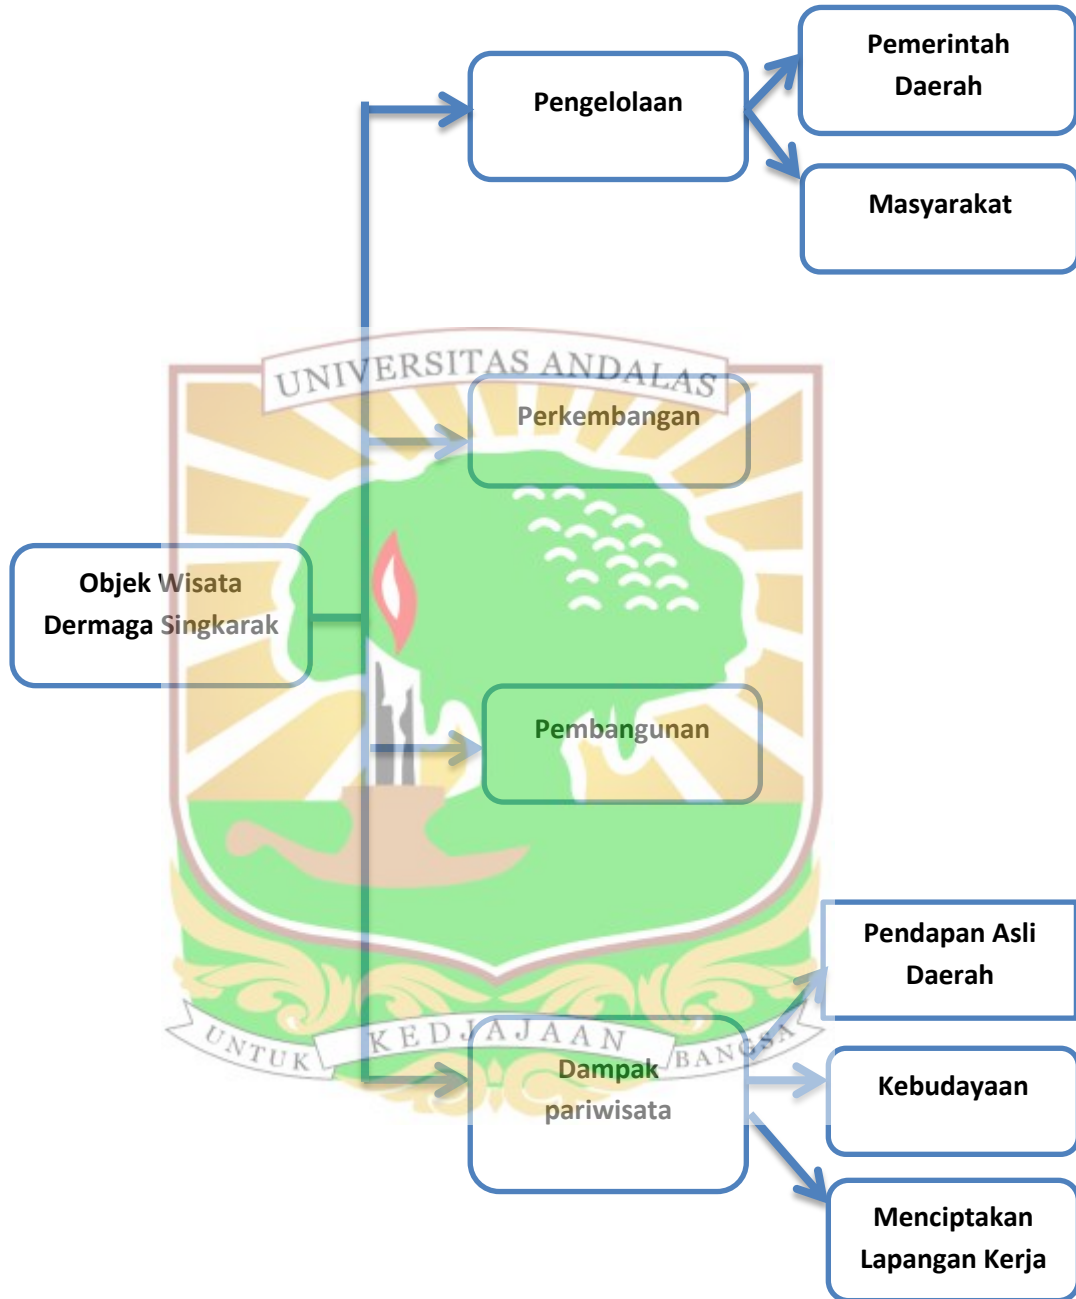 Pemerintah
Daerah
Pengelolaan
Masyarakat
UNIVERSITAS ANDALAS
Perkembangan
Objek Wisata
Dermaga Singkarak
Pembangunan
Pendapan Asli
Daerah
UNTUK KEDJAJAAN BANGSA
Dampak
pariwisata
Kebudayaan
Menciptakan
Lapangan Kerja